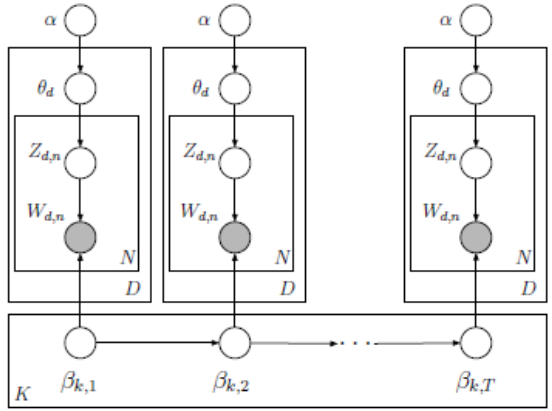 α α α
θ_d θ_d θ_d
Z_{d,n} Z_{d,n} Z_{d,n}
W_{d,n} W_{d,n} W_{d,n}
N N N
D D D
· · ·
K β_{k,1} β_{k,2} β_{k,T}